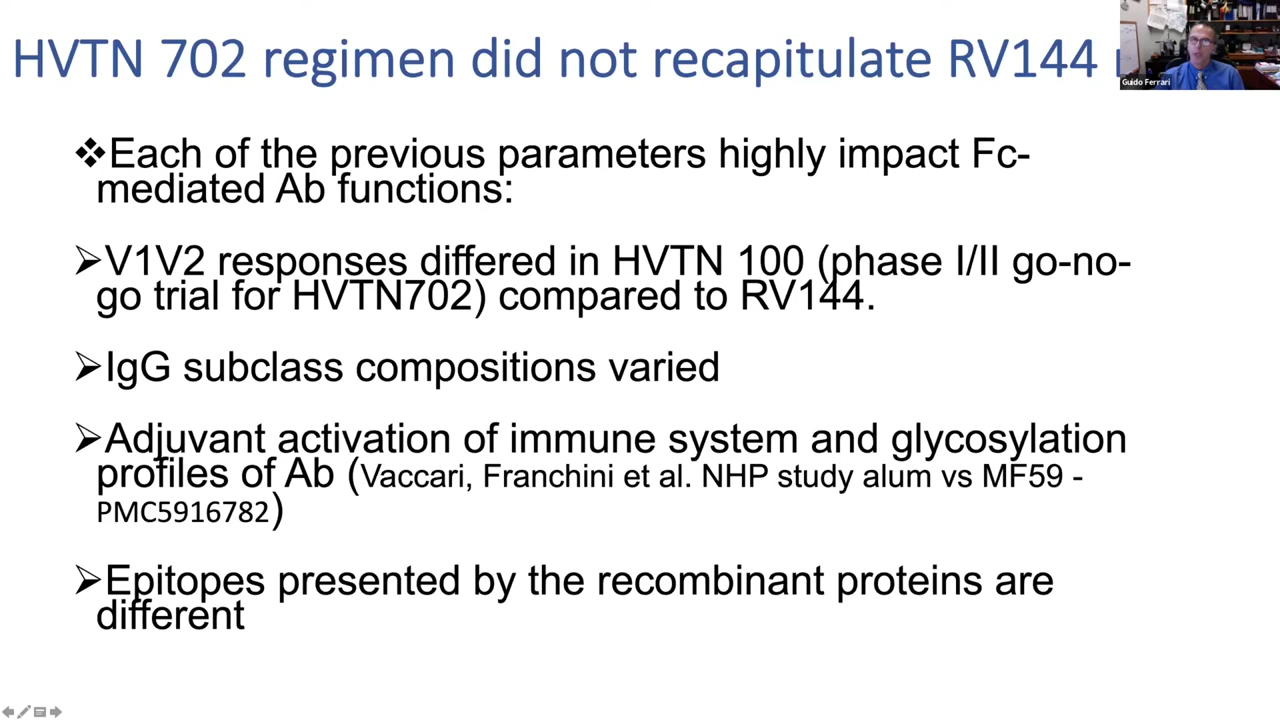 HVTN 702 regimen did not recapitulate RV144
Guido Ferrari
❖Each of the previous parameters highly impact Fc-
mediated Ab functions:
➢V1V2 responses differed in HVTN 100 (phase I/II go-no-
go trial for HVTN702) compared to RV144.
➢IgG subclass compositions varied
➢Adjuvant activation of immune system and glycosylation
profiles of Ab (Vaccari, Franchini et al. NHP study alum vs MF59 -
PMC5916782)
➢Epitopes presented by the recombinant proteins are
different